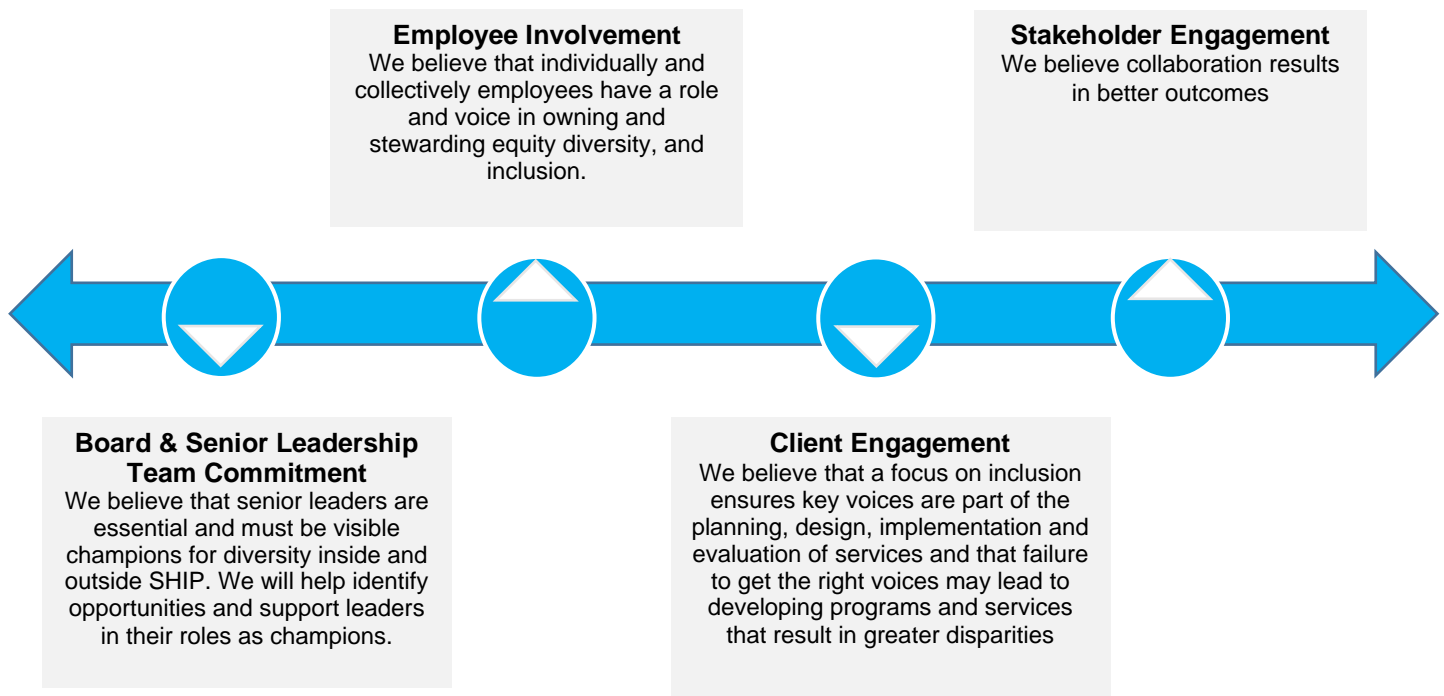 Employee Involvement
We believe that individually and
collectively employees have a role
and voice in owning and
stewarding equity diversity, and
inclusion.
Stakeholder Engagement
We believe collaboration results
in better outcomes
Board & Senior Leadership
Team Commitment
We believe that senior leaders are
essential and must be visible
champions for diversity inside and
outside SHIP. We will help identify
opportunities and support leaders
in their roles as champions.
Client Engagement
We believe that a focus on inclusion
ensures key voices are part of the
planning, design, implementation and
evaluation of services and that failure
to get the right voices may lead to
developing programs and services
that result in greater disparities